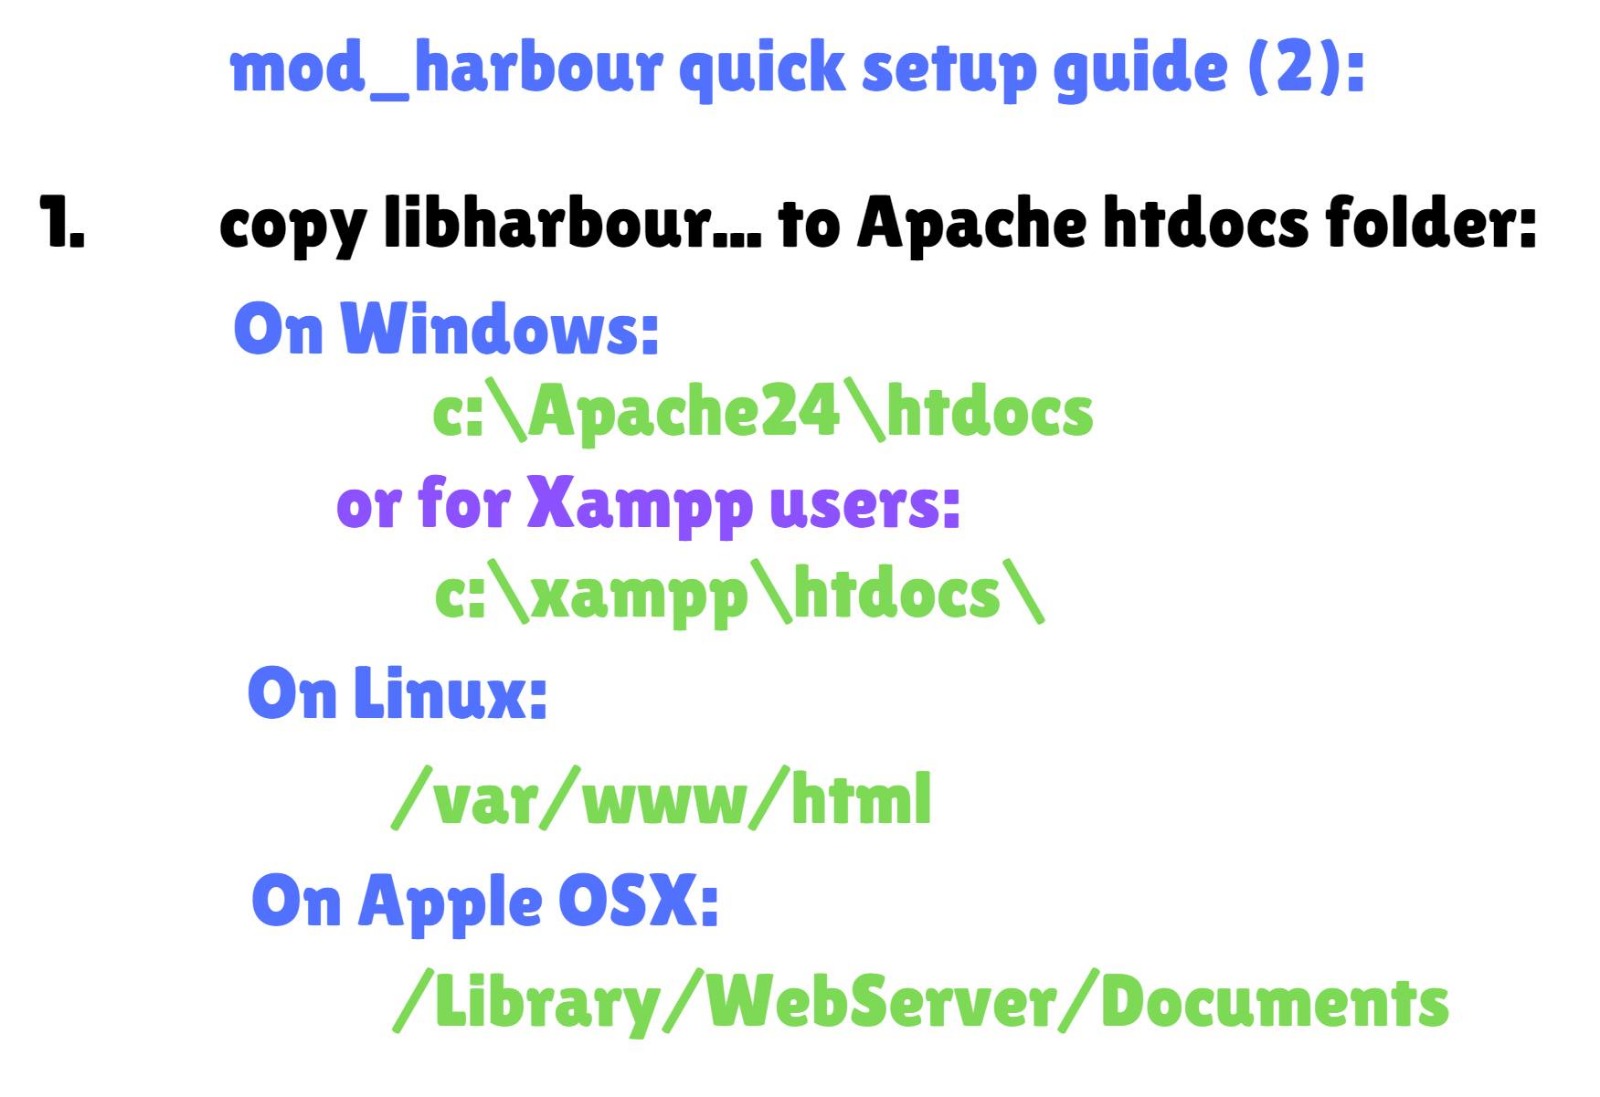 mod_harbour quick setup guide (2):
1. copy libharbour... to Apache htdocs folder:
On Windows:
c:\Apache24\htdocs
or for Xampp users:
c:\xampp\htdocs\
On Linux:
/var/www/html
On Apple OSX:
/Library/WebServer/Documents